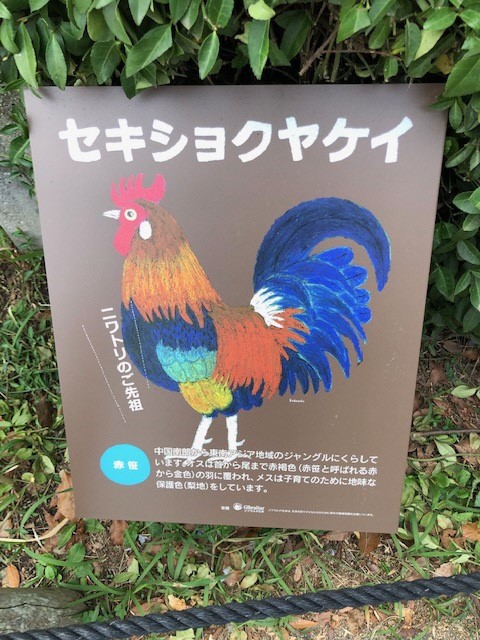 セキショクヤケイ
ニワトリのご先祖
赤笹
中国南部から東南アジア地域のジャングルにくらして
います。オスは首から尾まで赤褐色（赤笹と呼ばれる赤
から金色）の羽に覆われ、メスは子育てのために地味な
保護色（梨地）をしています。
Gibraltar